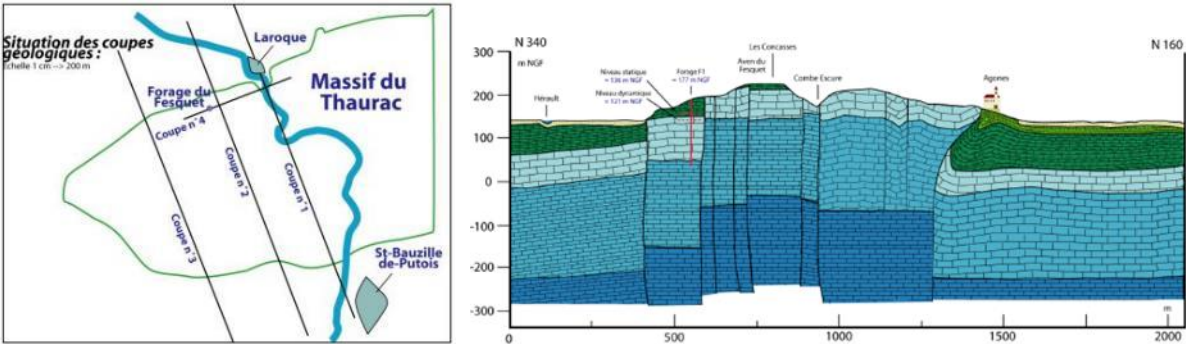 Situation des coupes
géologiques :
Echelle 1 cm --> 200 m
Laroque
Massif du
Thaurac
Forage du
Fesquet
Coupe n°4
Coupe n°2
Coupe n°1
Coupe n°3
St-Bauzille
de-Putois
N 340
N 160
m NGF
300
200
100
0
-100
-200
-300
Hérault
Niveau statique
= 136 m NGF
Niveau dynamique
= 121 m NGF
Forage F1
= 177 m NGF
Aven du
Fesquet
Les Concasses
Combe Escure
Agones
m
0
500
1000
1500
2000